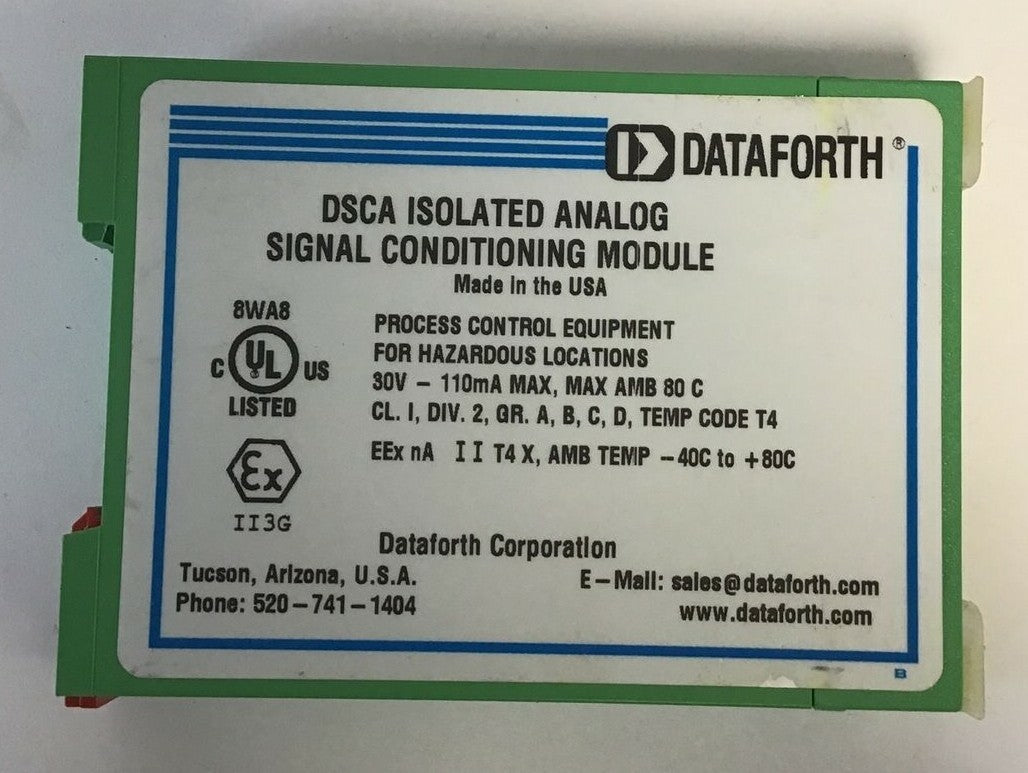 DATAFORTH®
DSCA ISOLATED ANALOG
SIGNAL CONDITIONING MODULE
Made in the USA
8WA8
C UL US
LISTED
PROCESS CONTROL EQUIPMENT
FOR HAZARDOUS LOCATIONS
30V – 110mA MAX, MAX AMB 80 C
CL. I, DIV. 2, GR. A, B, C, D, TEMP CODE T4
EEx nA II T4 X, AMB TEMP –40C to +80C
Ex
II3G
Dataforth Corporation
Tucson, Arizona, U.S.A.
Phone: 520–741–1404
E–Mail: sales@dataforth.com
www.dataforth.com
B